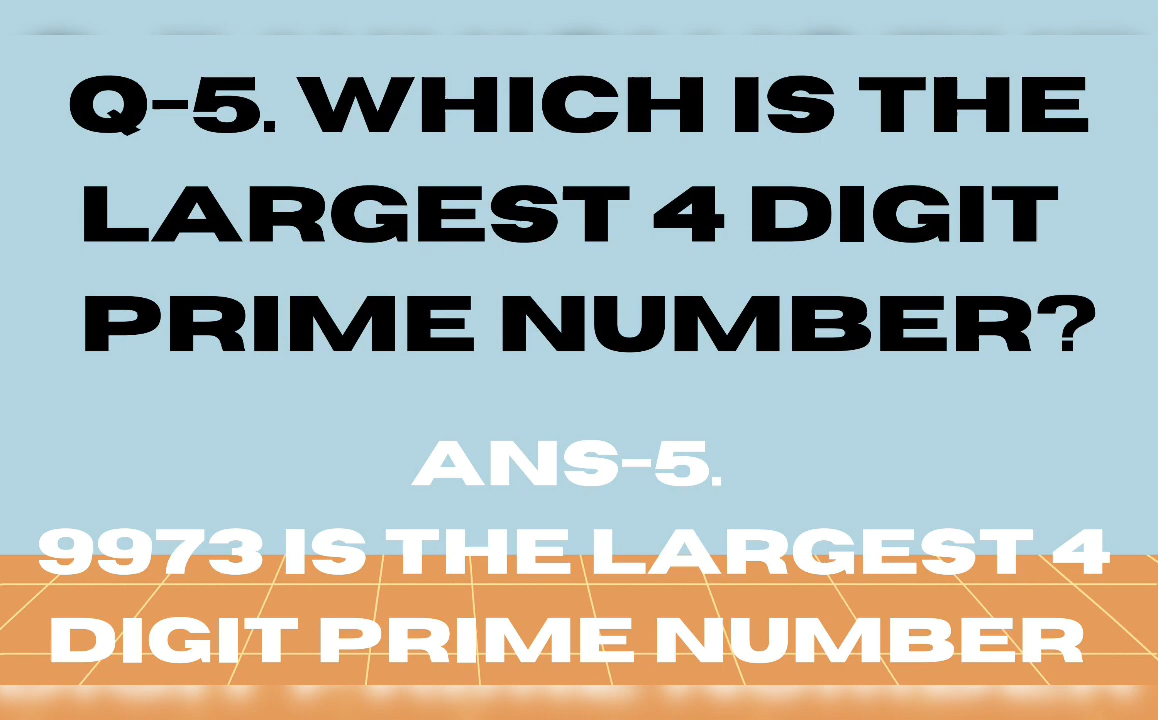 Q-5. WHICH IS THE
LARGEST 4 DIGIT
PRIME NUMBER?
ANS-5.
9973 IS THE LARGEST 4
DIGIT PRIME NUMBER